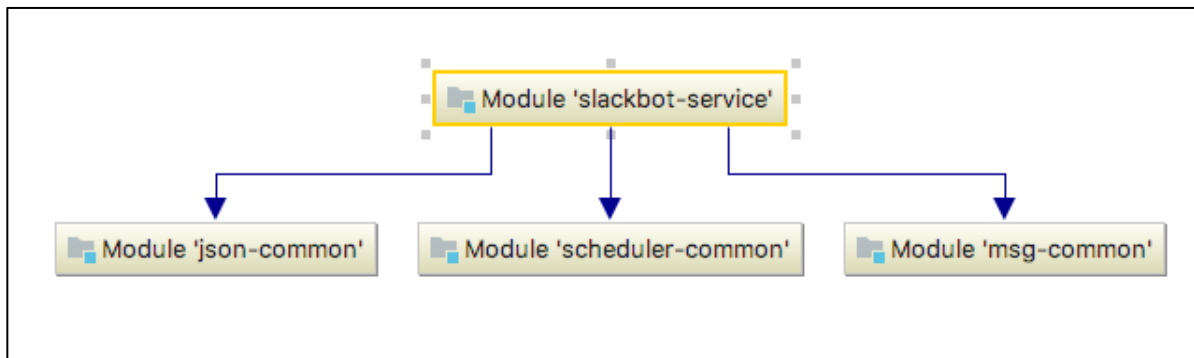 Module 'slackbot-service'
Module 'json-common'
Module 'scheduler-common'
Module 'msg-common'